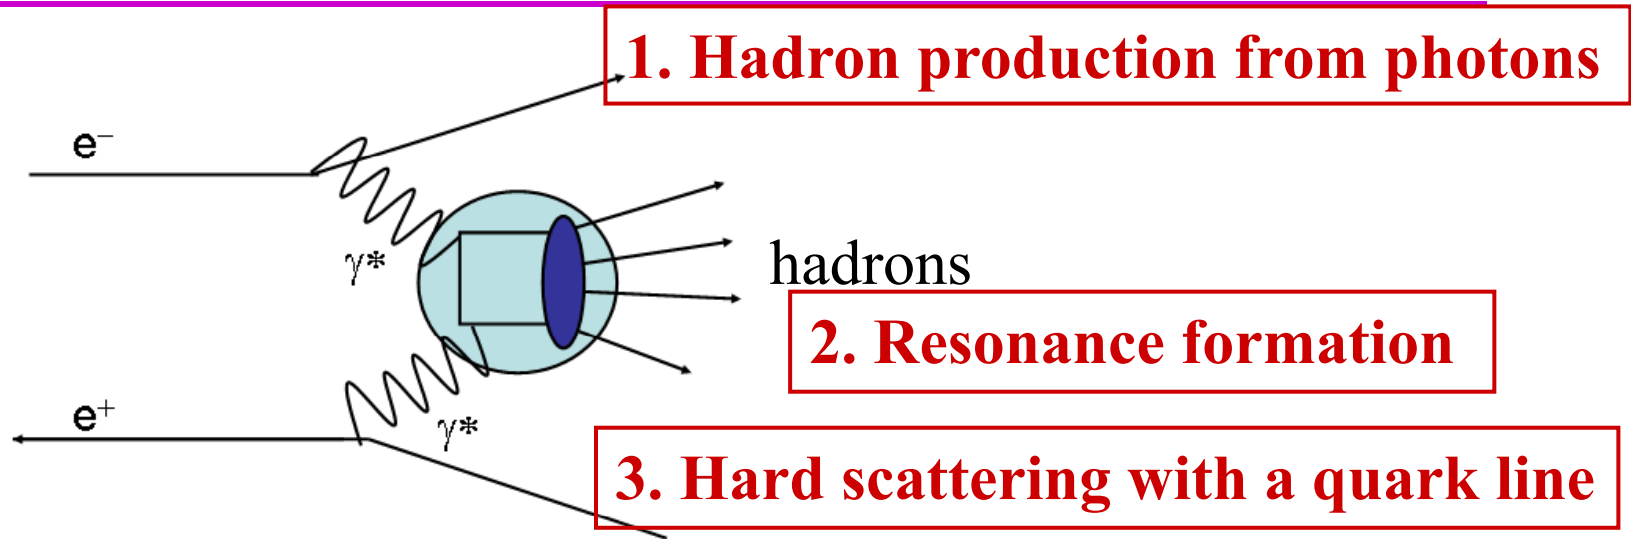 1. Hadron production from photons
e⁻
γ*
hadrons
2. Resonance formation
e⁺
γ*
3. Hard scattering with a quark line